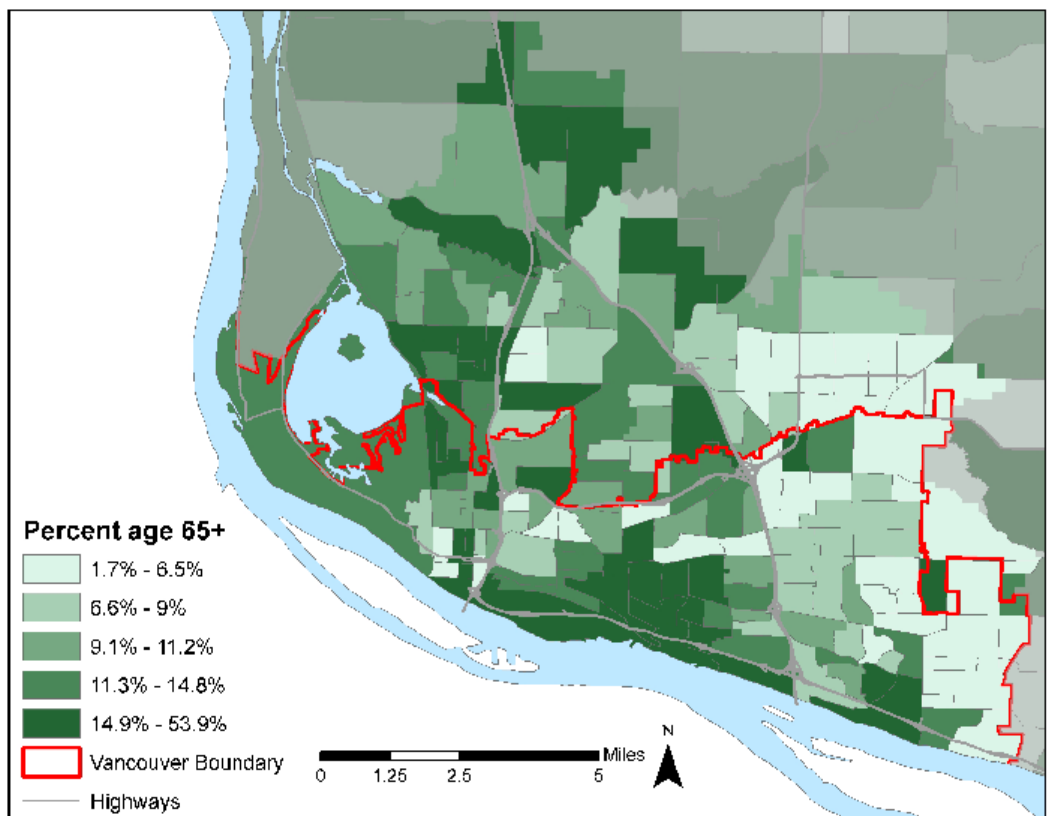 Percent age 65+
1.7% - 6.5%
6.6% - 9%
9.1% - 11.2%
11.3% - 14.8%
14.9% - 53.9%
Vancouver Boundary
Highways
Miles
0 1.25 2.5 5
N